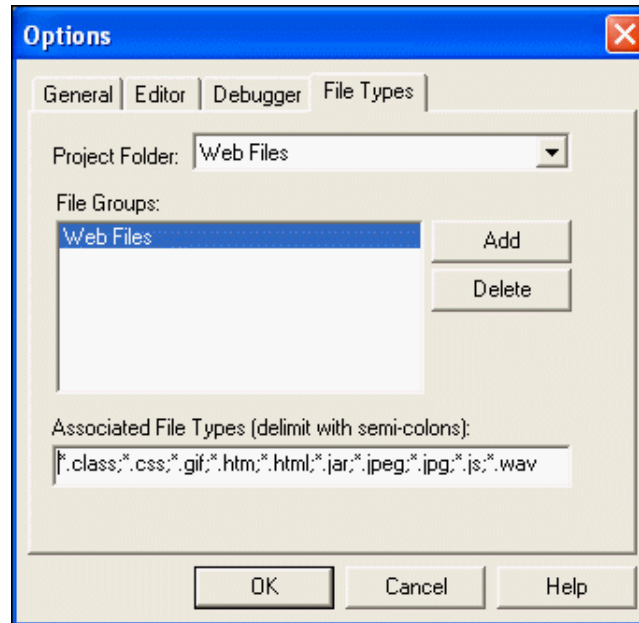 Options
General Editor Debugger File Types
Project Folder: Web Files
File Groups:
Web Files
Add
Delete
Associated File Types (delimit with semi-colons):
*.class;*.css;*.gif;*.htm;*.html;*.jar;*.jpeg;*.jpg;*.js;*.wav
OK Cancel Help